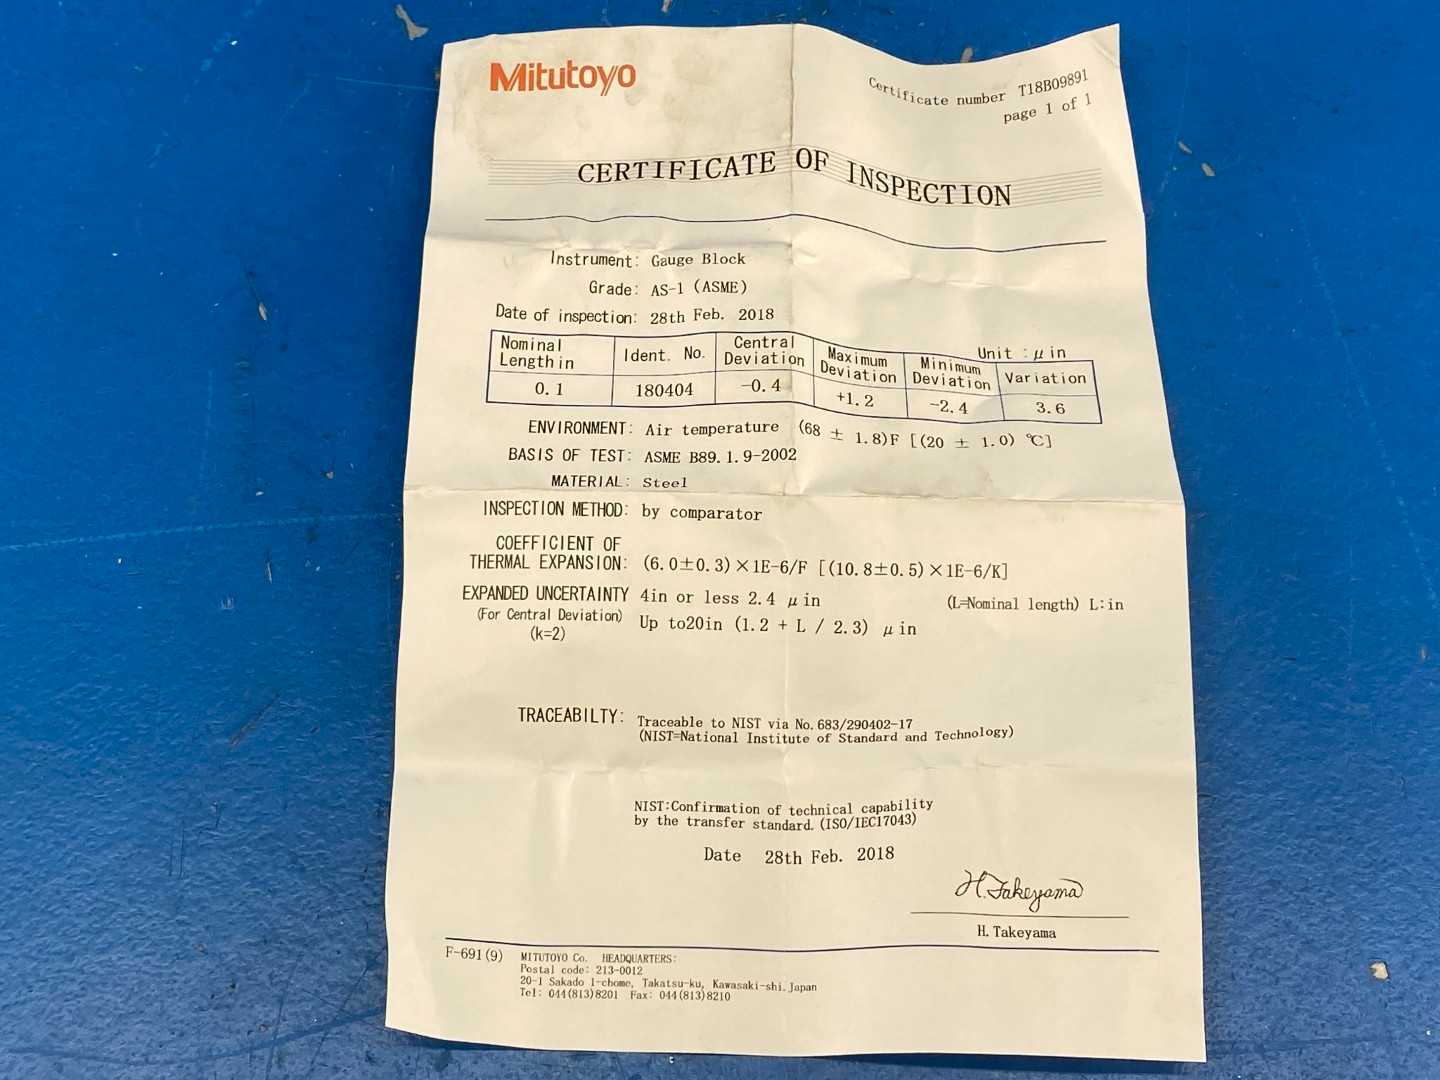 Mitutoyo
Certificate number T18B09891
page 1 of 1
CERTIFICATE OF INSPECTION
Instrument: Gauge Block
Grade: AS-1 (ASME)
Date of inspection: 28th Feb. 2018
Unit : μin
Nominal Length in Ident. No. Central Deviation Maximum Deviation Minimum Deviation Variation
0.1 180404 -0.4 +1.2 -2.4 3.6
ENVIRONMENT: Air temperature (68 ± 1.8)F [(20 ± 1.0) ℃]
BASIS OF TEST: ASME B89.1.9-2002
MATERIAL: Steel
INSPECTION METHOD: by comparator
COEFFICIENT OF
THERMAL EXPANSION: (6.0±0.3)×1E-6/F [(10.8±0.5)×1E-6/K]
EXPANDED UNCERTAINTY 4in or less 2.4 μin (L=Nominal length) L:in
(For Central Deviation) Up to20in (1.2 + L / 2.3) μin
(k=2)
TRACEABILTY: Traceable to NIST via No. 683/290402-17
(NIST=National Institute of Standard and Technology)
NIST:Confirmation of technical capability
by the transfer standard. (ISO/IEC17043)
Date 28th Feb. 2018
H. Takeyama
H. Takeyama
F-691(9) MITUTOYO Co. HEADQUARTERS:
Postal code: 213-0012
20-1 Sakado 1-chome, Takatsu-ku, Kawasaki-shi. Japan
Tel: 044(813)8201 Fax: 044(813)8210